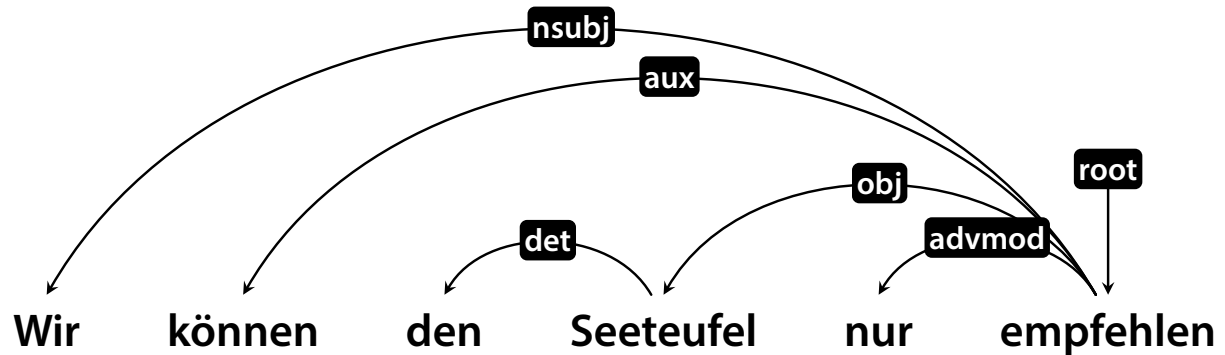 nsubj
aux
root
obj
det advmod
Wir können den Seeteufel nur empfehlen